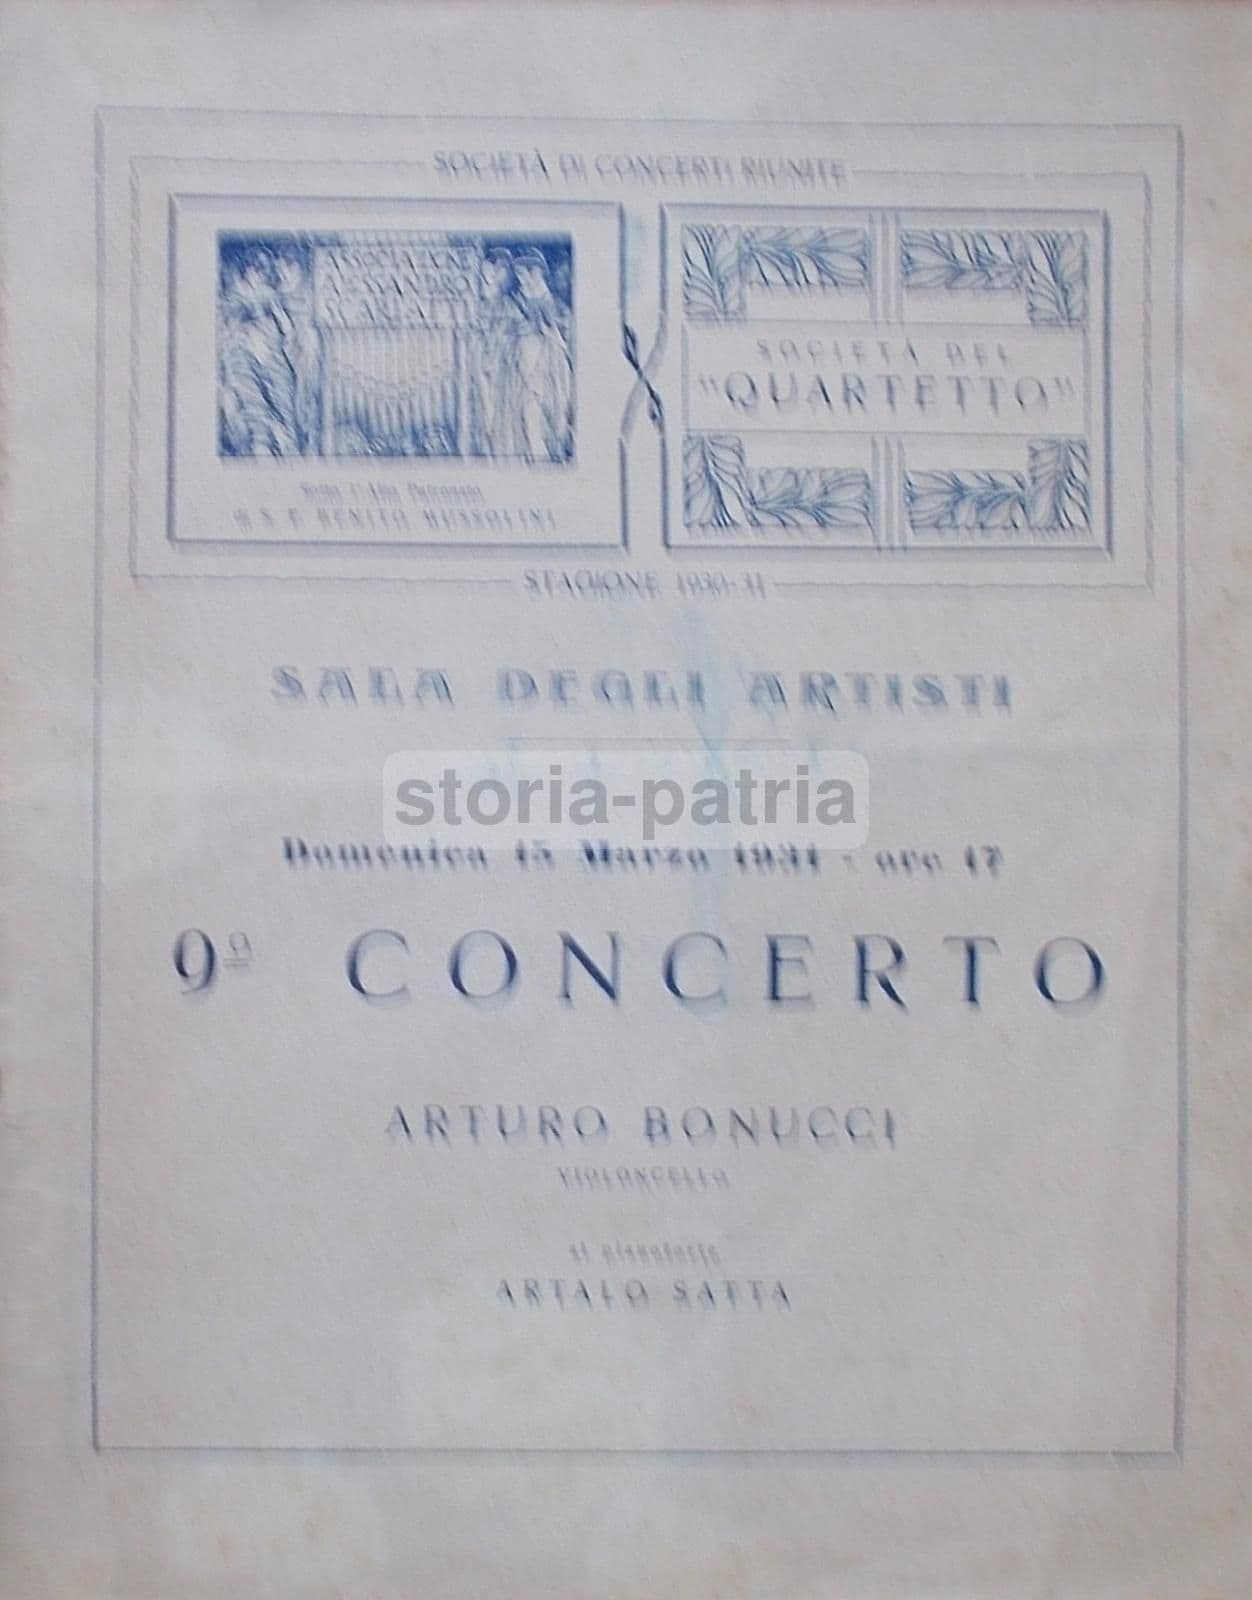 SOCIETÀ DI CONCERTI RIUNITE
ASSOCIAZIONE
ALESSANDRO
SCARLATTI
Sotto l'Alto Patronato
di S. E. BENITO MUSSOLINI
SOCIETÀ DEL
"QUARTETTO"
STAGIONE 1930-31
SALA DEGLI ARTISTI
storia-patria
Domenica 15 Marzo 1931 - ore 17
9º CONCERTO
ARTURO BONUCCI
VIOLONCELLO
al pianoforte
ARTALO SATTA